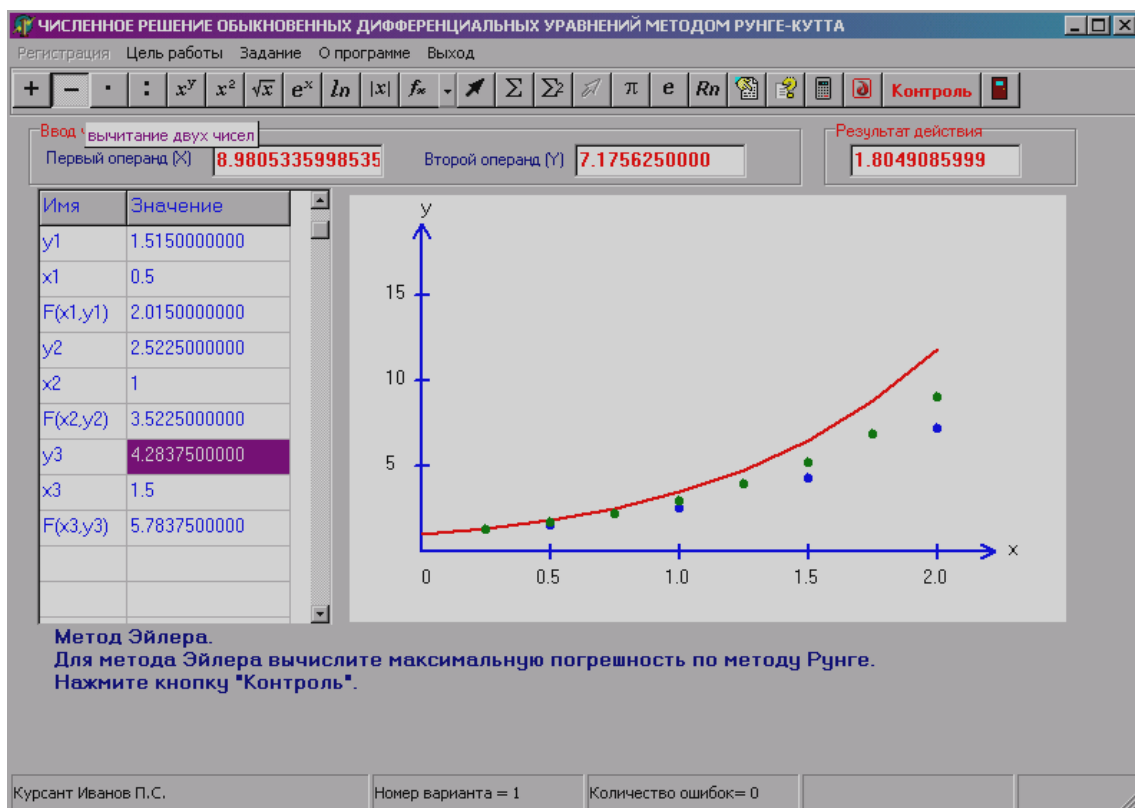 ЧИСЛЕННОЕ РЕШЕНИЕ ОБЫКНОВЕННЫХ ДИФФЕРЕНЦИАЛЬНЫХ УРАВНЕНИЙ МЕТОДОМ РУНГЕ-КУТТА
Регистрация Цель работы Задание О программе Выход
+ − · : xʸ x² √x eˣ ln |x| Σ Σ² π e Rn Контроль
Ввод вычитание двух чисел Результат действия
Первый операнд (X) 8.9805335998535 Второй операнд (Y) 7.1756250000 1.8049085999
Имя Значение
y1 1.5150000000
x1 0.5
F(x1,y1) 2.0150000000
y2 2.5225000000
x2 1
F(x2,y2) 3.5225000000
y3 4.2837500000
x3 1.5
F(x3,y3) 5.7837500000
y
15
10
5
x
0 0.5 1.0 1.5 2.0
Метод Эйлера.
Для метода Эйлера вычислите максимальную погрешность по методу Рунге.
Нажмите кнопку "Контроль".
Курсант Иванов П.С. Номер варианта = 1 Количество ошибок= 0